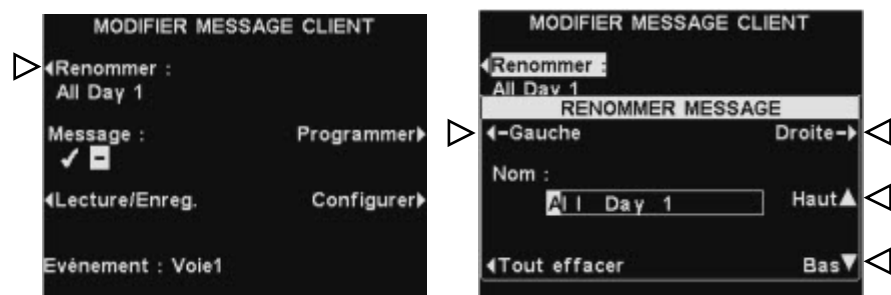 MODIFIER MESSAGE CLIENT
Renommer :
All Day 1
Message :
Programmer
Lecture/Enreg.
Configurer
Evénement : Voie1
MODIFIER MESSAGE CLIENT
Renommer :
All Day 1
RENOMMER MESSAGE
-Gauche
Droite-
Nom :
All Day 1
Haut
Tout effacer
Bas